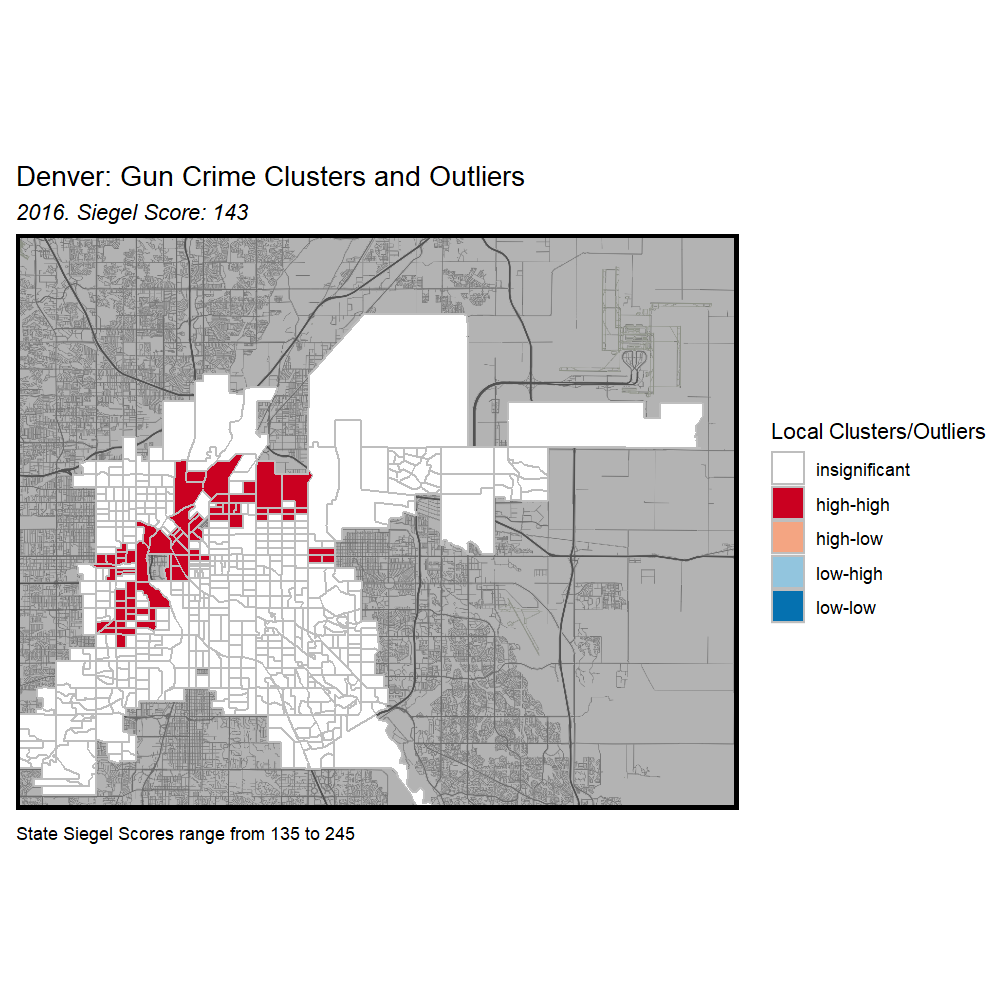 Denver: Gun Crime Clusters and Outliers
2016. Siegel Score: 143
Local Clusters/Outliers
insignificant
high-high
high-low
low-high
low-low
State Siegel Scores range from 135 to 245